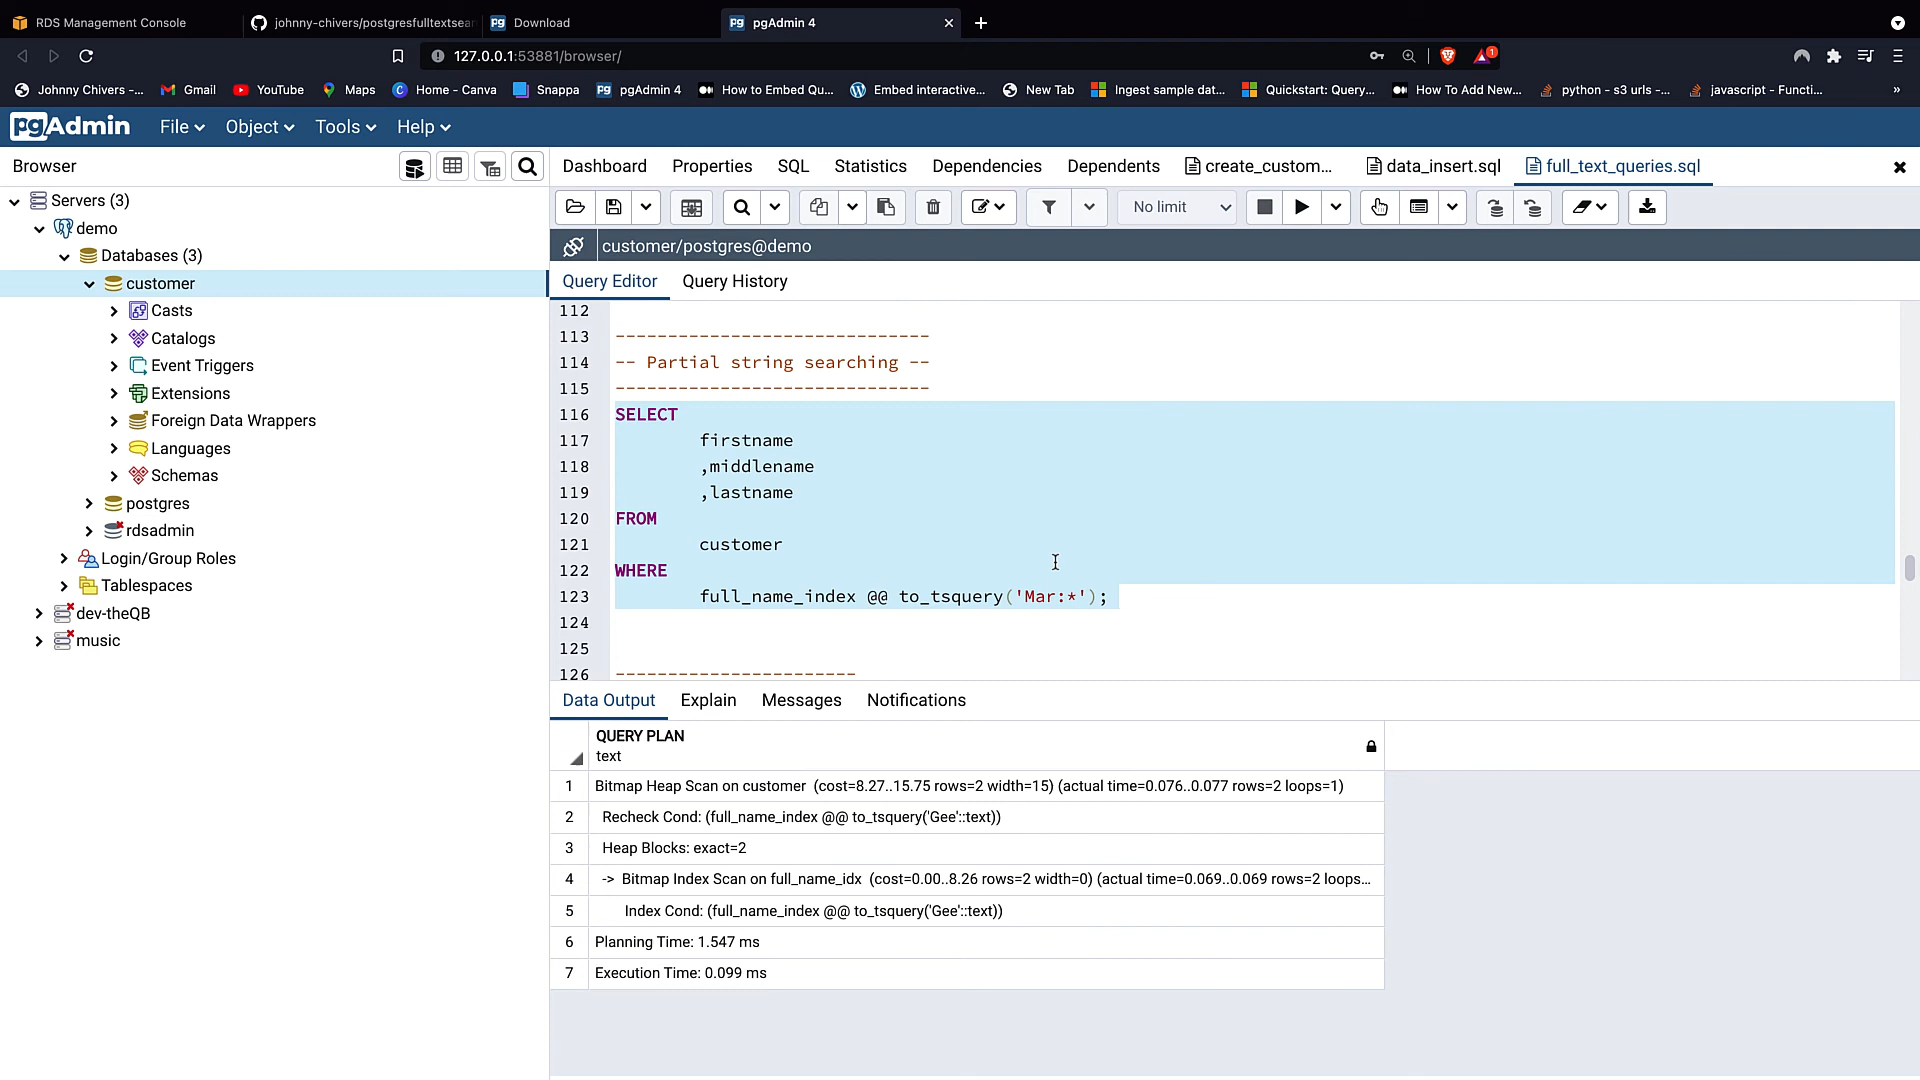 RDS Management Console
johnny-chivers/postgresfulltextsear
Download
pgAdmin 4
127.0.0.1:53881/browser/
1
Johnny Chivers -...
Gmail
YouTube
Maps
Home - Canva
Snappa
pgAdmin 4
How to Embed Qu...
Embed interactive...
New Tab
Ingest sample dat...
Quickstart: Query...
How To Add New...
python - s3 urls -...
javascript - Functi...
»
pgAdmin
File
Object
Tools
Help
Browser
Dashboard
Properties
SQL
Statistics
Dependencies
Dependents
create_custom...
data_insert.sql
full_text_queries.sql
Servers (3)
demo
Databases (3)
customer
Casts
Catalogs
Event Triggers
Extensions
Foreign Data Wrappers
Languages
Schemas
postgres
rdsadmin
Login/Group Roles
Tablespaces
dev-theQB
music
No limit
customer/postgres@demo
Query Editor
Query History
112
113 ------------------------------
114 -- Partial string searching --
115 ------------------------------
116 SELECT
117 firstname
118 ,middlename
119 ,lastname
120 FROM
121 customer
122 WHERE
123 full_name_index @@ to_tsquery('Mar:*');
124
125
126 -----------------------
Data Output
Explain
Messages
Notifications
QUERY PLAN
text
1 Bitmap Heap Scan on customer (cost=8.27..15.75 rows=2 width=15) (actual time=0.076..0.077 rows=2 loops=1)
2 Recheck Cond: (full_name_index @@ to_tsquery('Gee'::text))
3 Heap Blocks: exact=2
4 -> Bitmap Index Scan on full_name_idx (cost=0.00..8.26 rows=2 width=0) (actual time=0.069..0.069 rows=2 loops...
5 Index Cond: (full_name_index @@ to_tsquery('Gee'::text))
6 Planning Time: 1.547 ms
7 Execution Time: 0.099 ms